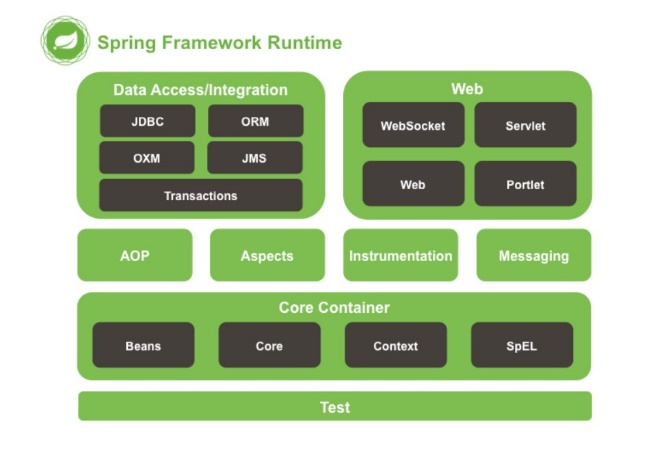 Spring Framework Runtime
Data Access/Integration
JDBC
ORM
OXM
JMS
Transactions
Web
WebSocket
Servlet
Web
Portlet
AOP
Aspects
Instrumentation
Messaging
Core Container
Beans
Core
Context
SpEL
Test